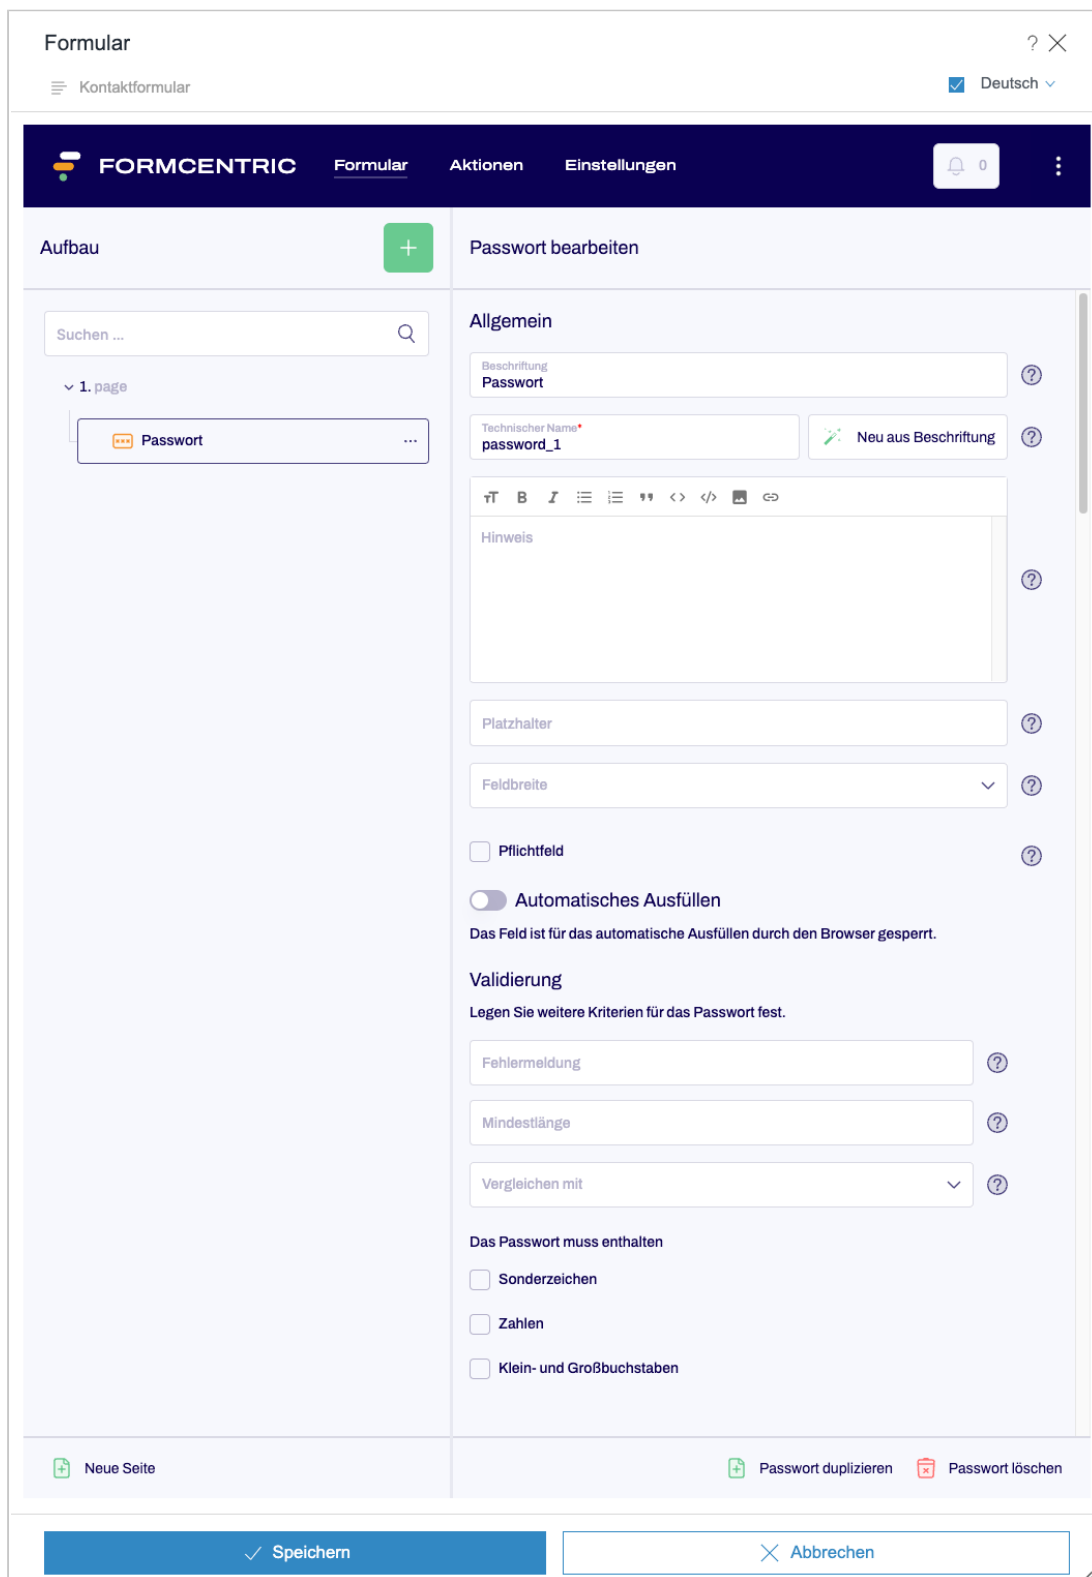 Formular
?
Kontaktformular
Deutsch
FORMCENTRIC
Formular
Aktionen
Einstellungen
0
Aufbau
+
Passwort bearbeiten
Suchen ...
1. page
Passwort
...
Allgemein
Beschriftung
Passwort
?
Technischer Name*
password_1
Neu aus Beschriftung
?
Hinweis
?
Platzhalter
?
Feldbreite
?
Pflichtfeld
?
Automatisches Ausfüllen
Das Feld ist für das automatische Ausfüllen durch den Browser gesperrt.
Validierung
Legen Sie weitere Kriterien für das Passwort fest.
Fehlermeldung
?
Mindestlänge
?
Vergleichen mit
?
Das Passwort muss enthalten
Sonderzeichen
Zahlen
Klein- und Großbuchstaben
Neue Seite
Passwort duplizieren
Passwort löschen
Speichern
Abbrechen